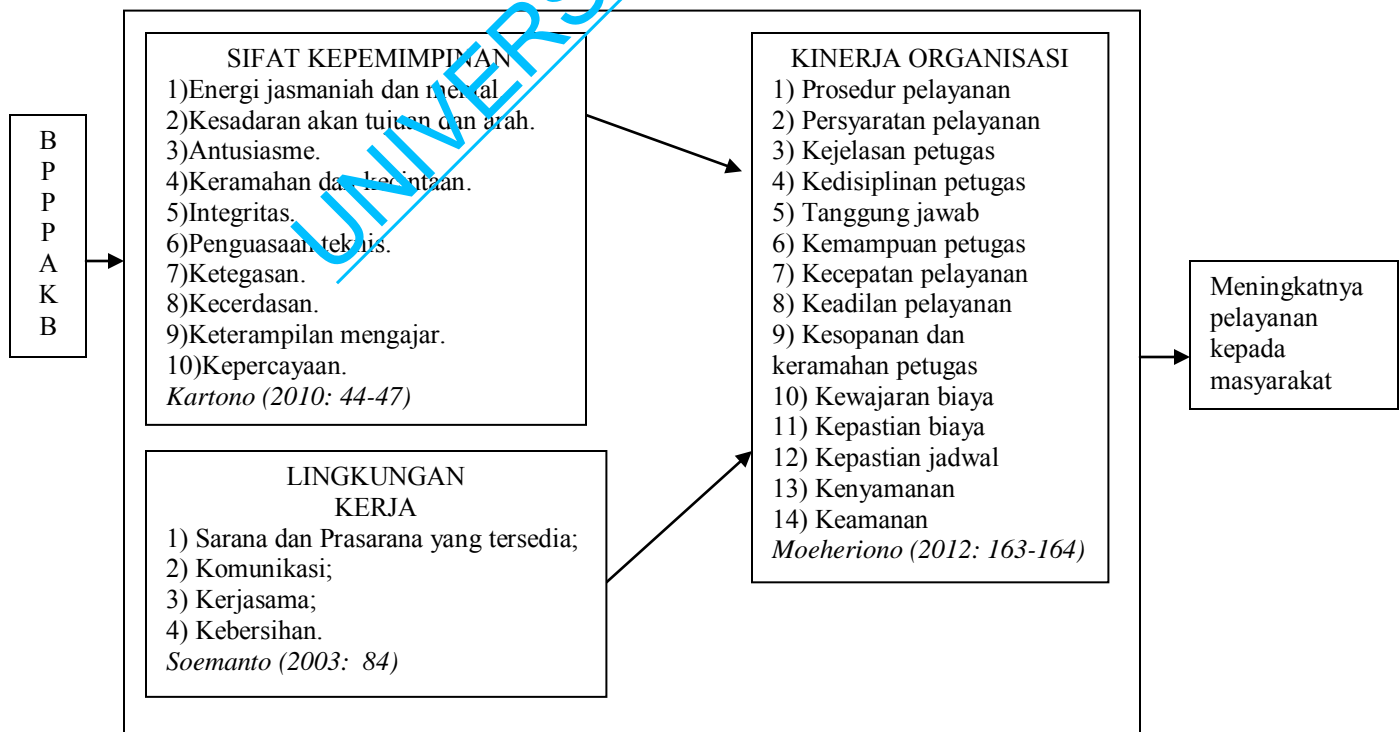 B
P
P
P
A
K
B
SIFAT KEPEMIMPINAN
1)Energi jasmaniah dan mental.
2)Kesadaran akan tujuan dan arah.
3)Antusiasme.
4)Keramahan dan kecintaan.
5)Integritas.
6)Penguasaan teknis.
7)Ketegasan.
8)Kecerdasan.
9)Keterampilan mengajar.
10)Kepercayaan.
Kartono (2010: 44-47)
LINGKUNGAN
KERJA
1) Sarana dan Prasarana yang tersedia;
2) Komunikasi;
3) Kerjasama;
4) Kebersihan.
Soemanto (2003:  84)
KINERJA ORGANISASI
1) Prosedur pelayanan
2) Persyaratan pelayanan
3) Kejelasan petugas
4) Kedisiplinan petugas
5) Tanggung jawab
6) Kemampuan petugas
7) Kecepatan pelayanan
8) Keadilan pelayanan
9) Kesopanan dan
keramahan petugas
10) Kewajaran biaya
11) Kepastian biaya
12) Kepastian jadwal
13) Kenyamanan
14) Keamanan
Moeheriono (2012: 163-164)
Meningkatnya
pelayanan
kepada
masyarakat
UNIVERS